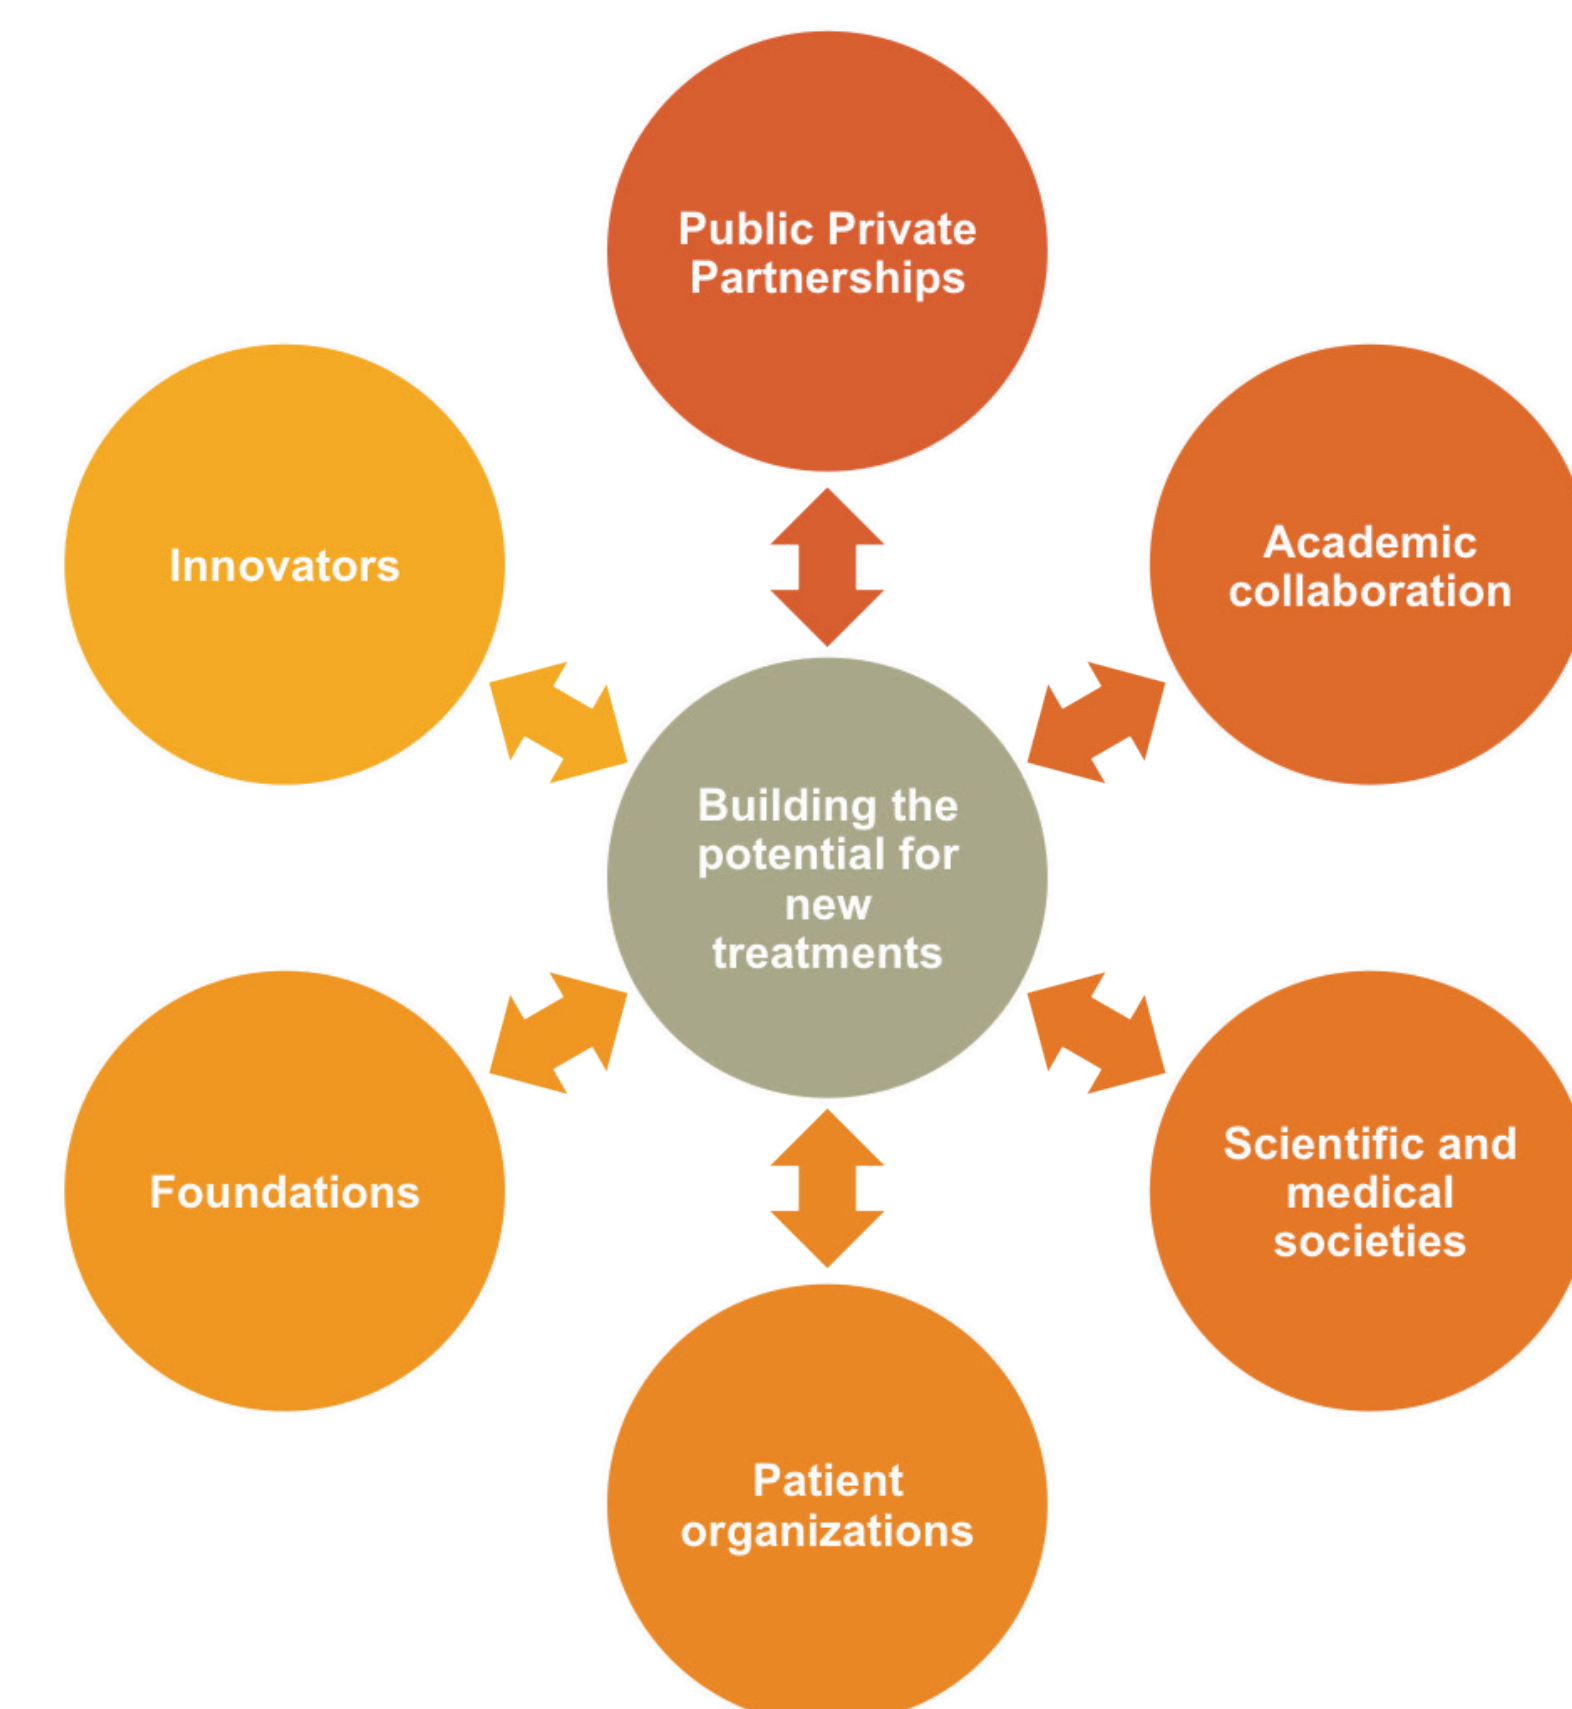 Public Private
Partnerships
Academic
collaboration
Innovators
Building the
potential for
new
treatments
Scientific and
medical
societies
Foundations
Patient
organizations